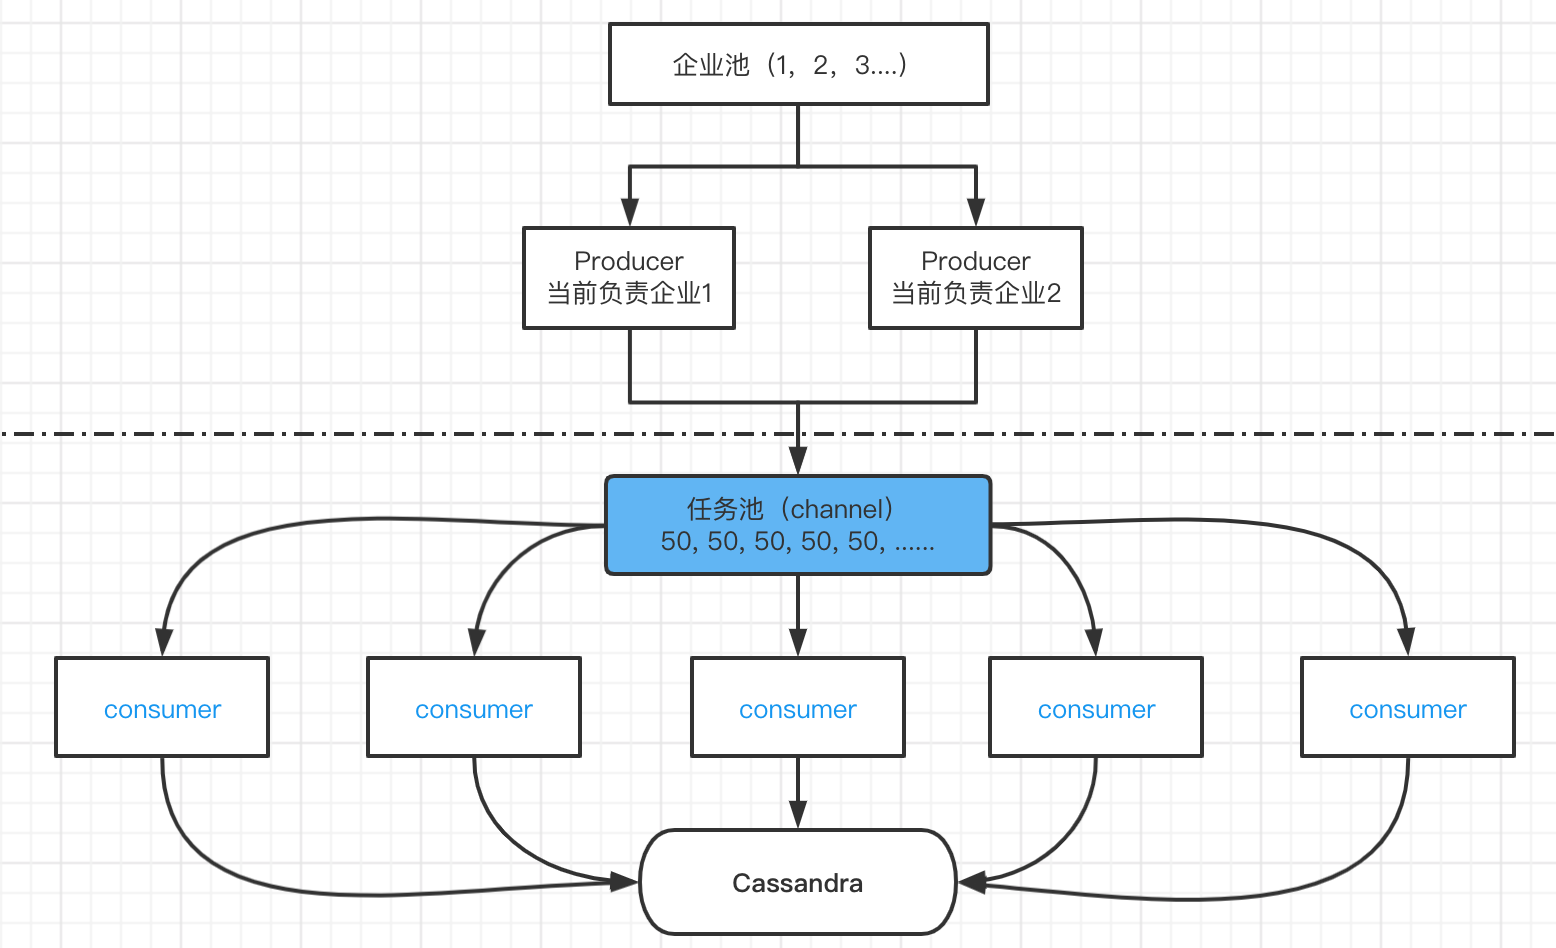 企业池（1，2，3....）
Producer
当前负责企业1
Producer
当前负责企业2
任务池（channel）
50, 50, 50, 50, 50, ......
consumer
consumer
consumer
consumer
consumer
Cassandra